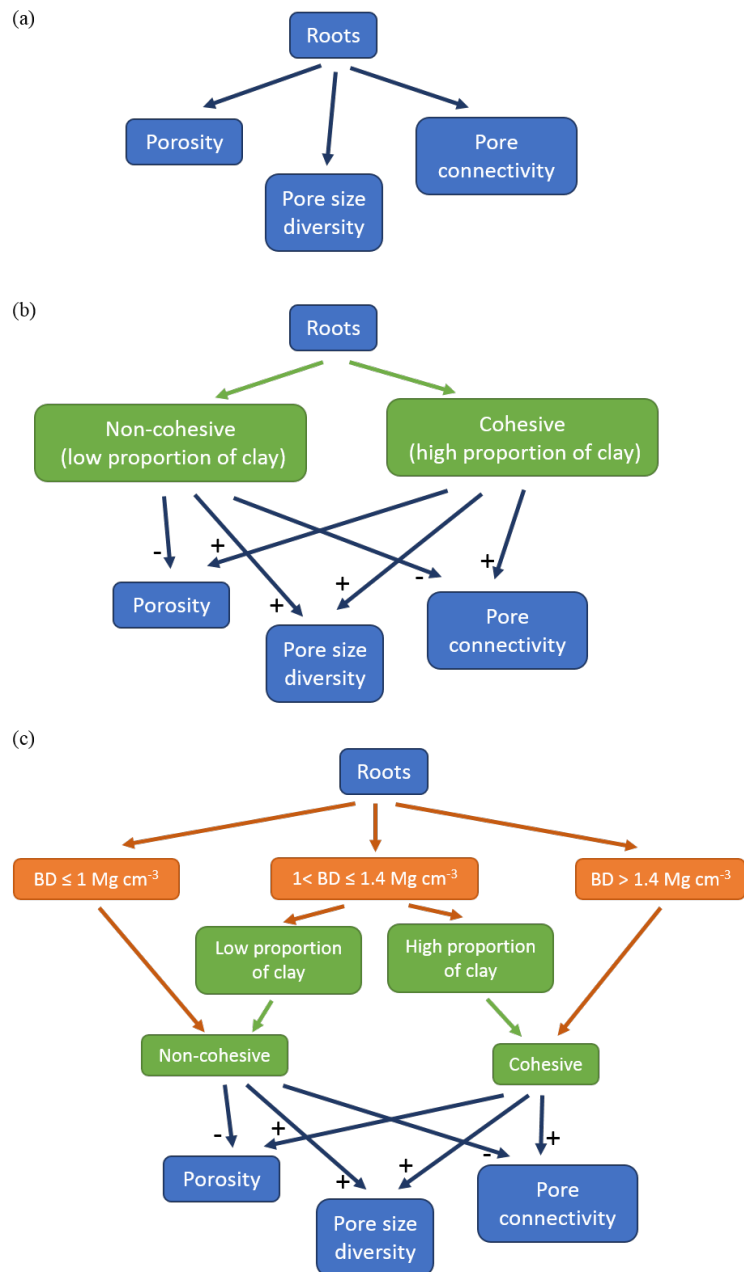 (a)
Roots
Porosity
Pore
connectivity
Pore size
diversity
(b)
Roots
Non-cohesive
(low proportion of clay)
Cohesive
(high proportion of clay)
-
+
+
+
-
+
Porosity
Pore size
diversity
Pore
connectivity
(c)
Roots
BD ≤ 1 Mg cm⁻³
1< BD ≤ 1.4 Mg cm⁻³
BD > 1.4 Mg cm⁻³
Low proportion
of clay
High proportion
of clay
Non-cohesive
Cohesive
-
+
+
+
-
+
Porosity
Pore size
diversity
Pore
connectivity